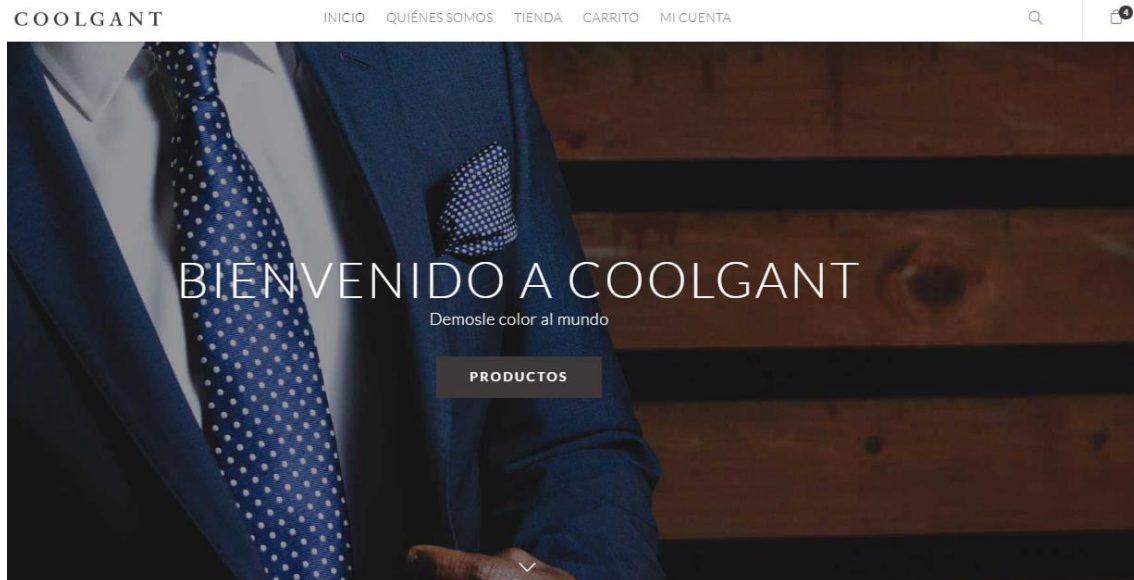 COOLGANT
INICIO QUIÉNES SOMOS TIENDA CARRITO MI CUENTA
4
BIENVENIDO A COOLGANT
Demosle color al mundo
PRODUCTOS